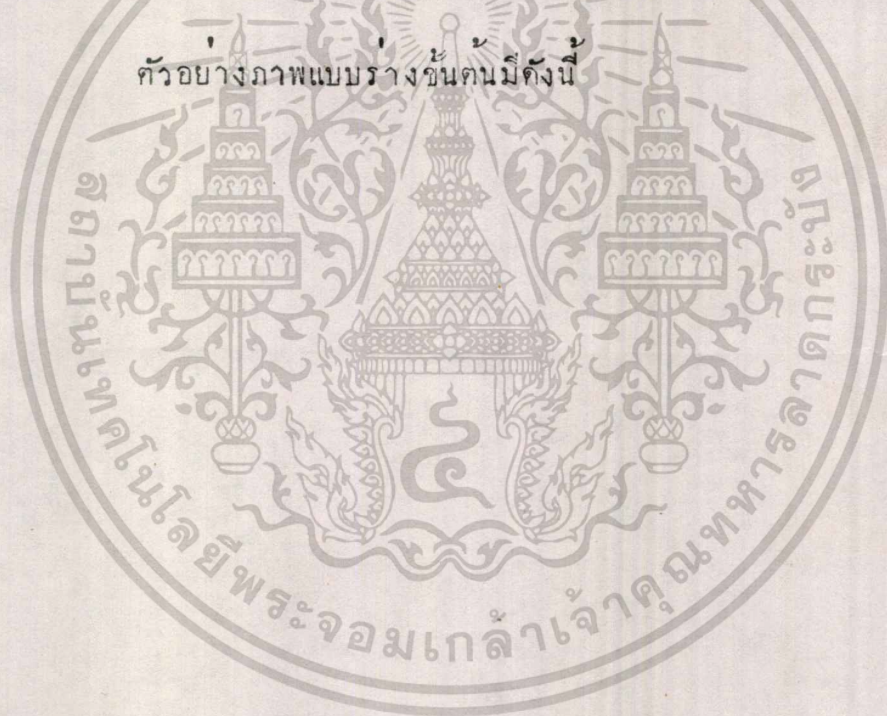 ตัวอย่างภาพแบบร่างขั้นต้นมีดังนี้
สถาบันเทคโนโลยีพระจอมเกล้าเจ้าคุณทหารลาดกระบัง
๔